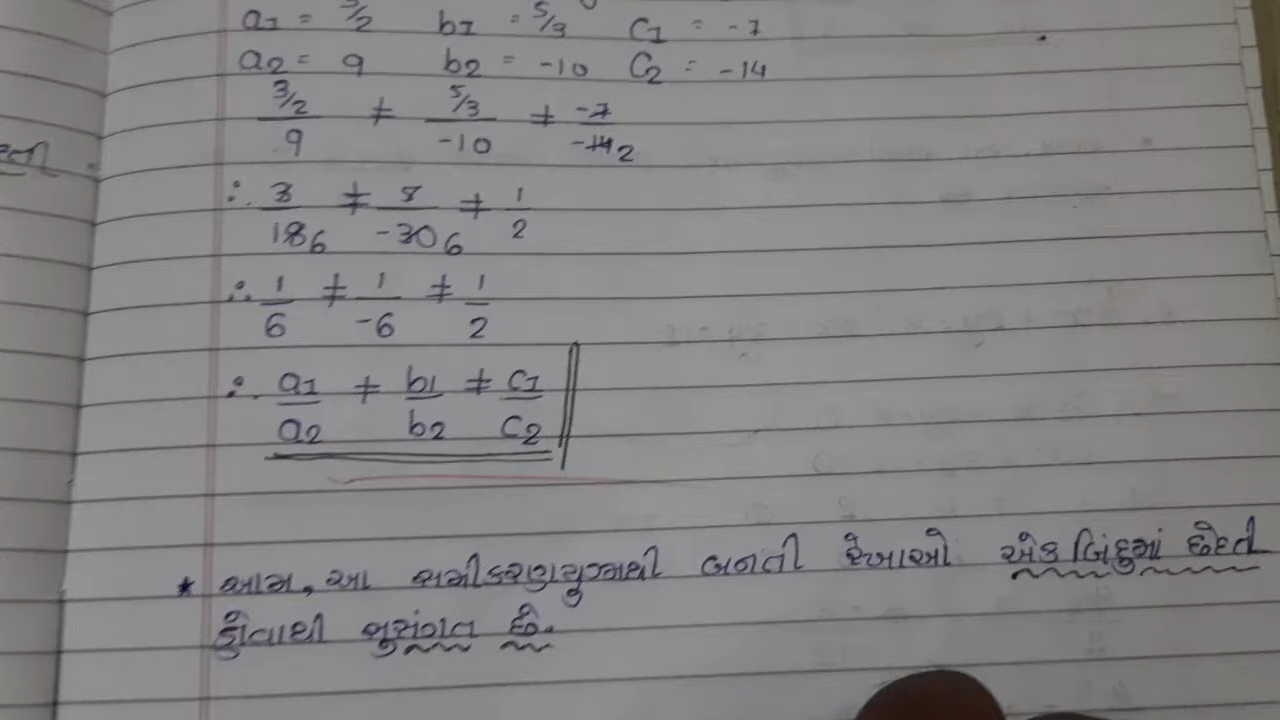 a1 = 3/2 b1 = 5/3 c1 = -7
a2 = 9 b2 = -10 c2 = -14
3/2 / 9 ≠ 5/3 / -10 ≠ -7 / -14 2
∴ 3/18 6 ≠ 5/-30 6 ≠ 1/2
∴ 1/6 ≠ 1/-6 ≠ 1/2
∴ a1/a2 ≠ b1/b2 ≠ c1/c2
* આમ, આ સમીકરણયુગ્મથી બનતી રેખાઓ એક બિંદુમાં છેદતી
હોવાથી સુસંગત છે.